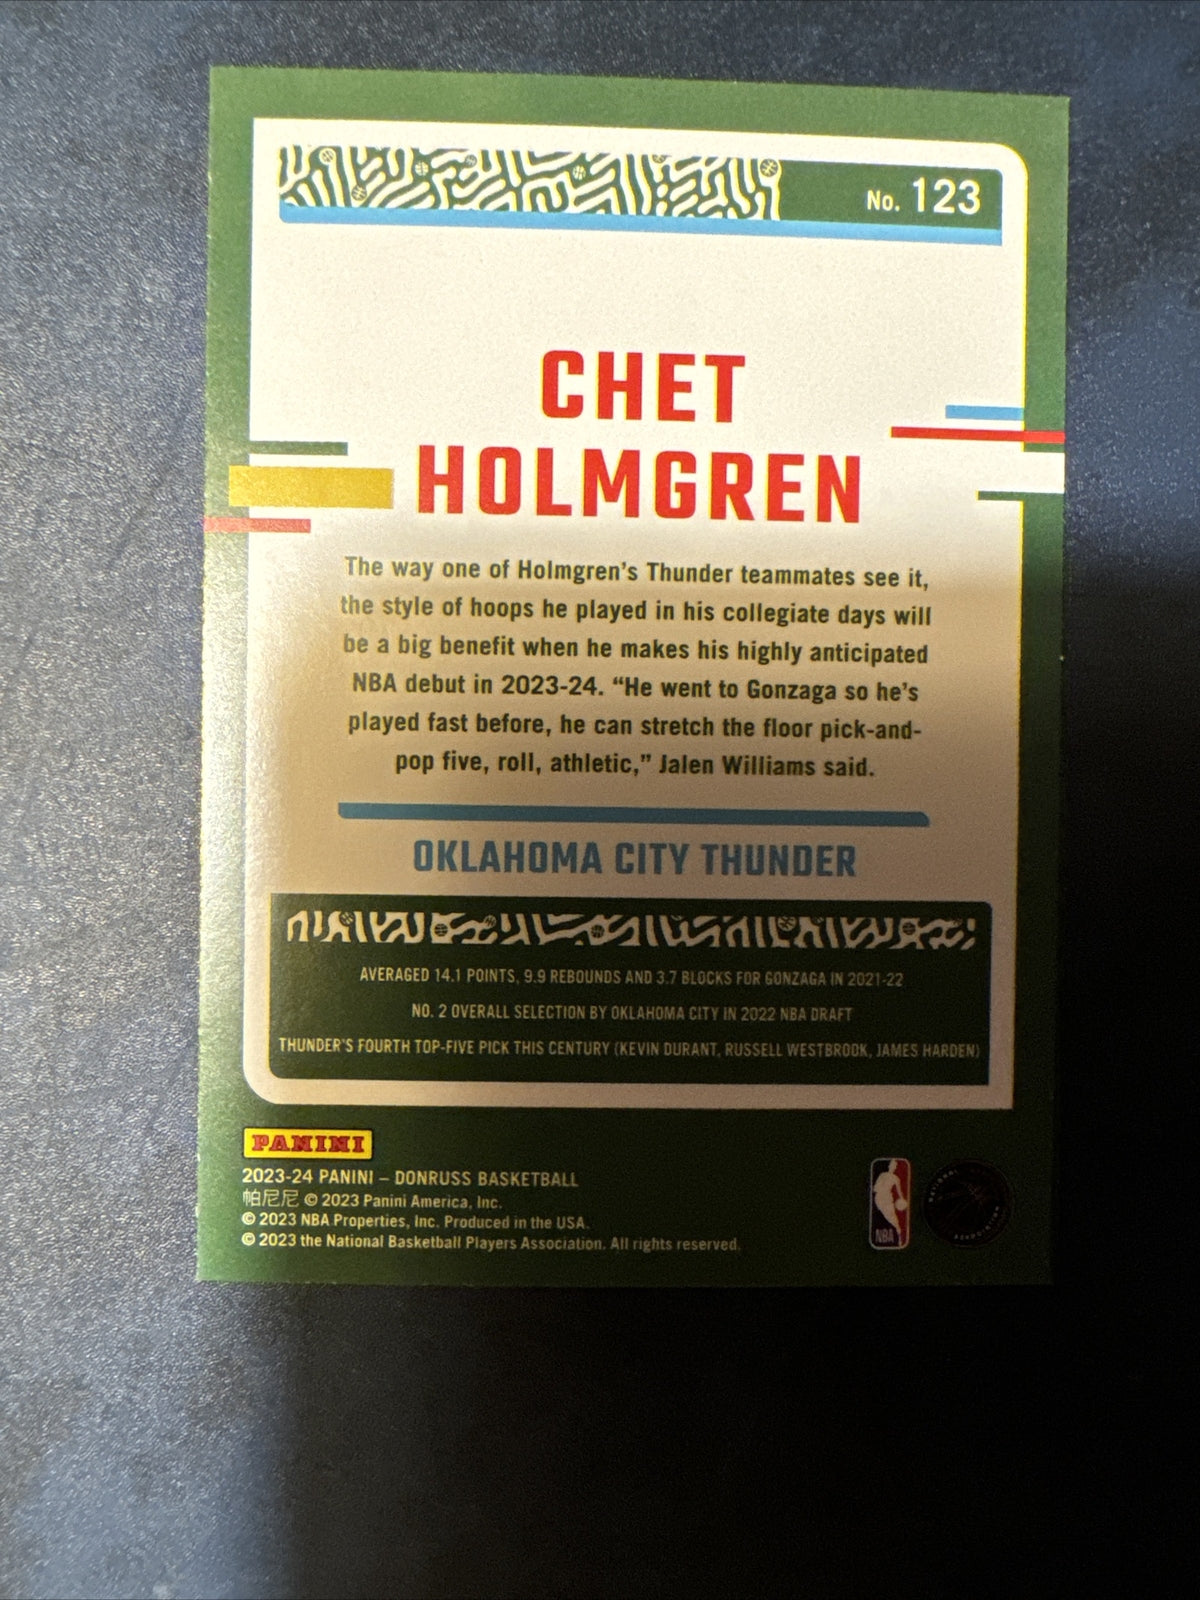 No. 123
CHET
HOLMGREN
The way one of Holmgren's Thunder teammates see it,
the style of hoops he played in his collegiate days will
be a big benefit when he makes his highly anticipated
NBA debut in 2023-24. “He went to Gonzaga so he's
played fast before, he can stretch the floor pick-and-
pop five, roll, athletic,” Jalen Williams said.
OKLAHOMA CITY THUNDER
AVERAGED 14.1 POINTS, 9.9 REBOUNDS AND 3.7 BLOCKS FOR GONZAGA IN 2021-22
NO. 2 OVERALL SELECTION BY OKLAHOMA CITY IN 2022 NBA DRAFT
THUNDER'S FOURTH TOP-FIVE PICK THIS CENTURY (KEVIN DURANT, RUSSELL WESTBROOK, JAMES HARDEN)
PANINI
2023-24 PANINI – DONRUSS BASKETBALL
帕尼尼 © 2023 Panini America, Inc.
© 2023 NBA Properties, Inc. Produced in the USA.
© 2023 the National Basketball Players Association. All rights reserved.
NBA